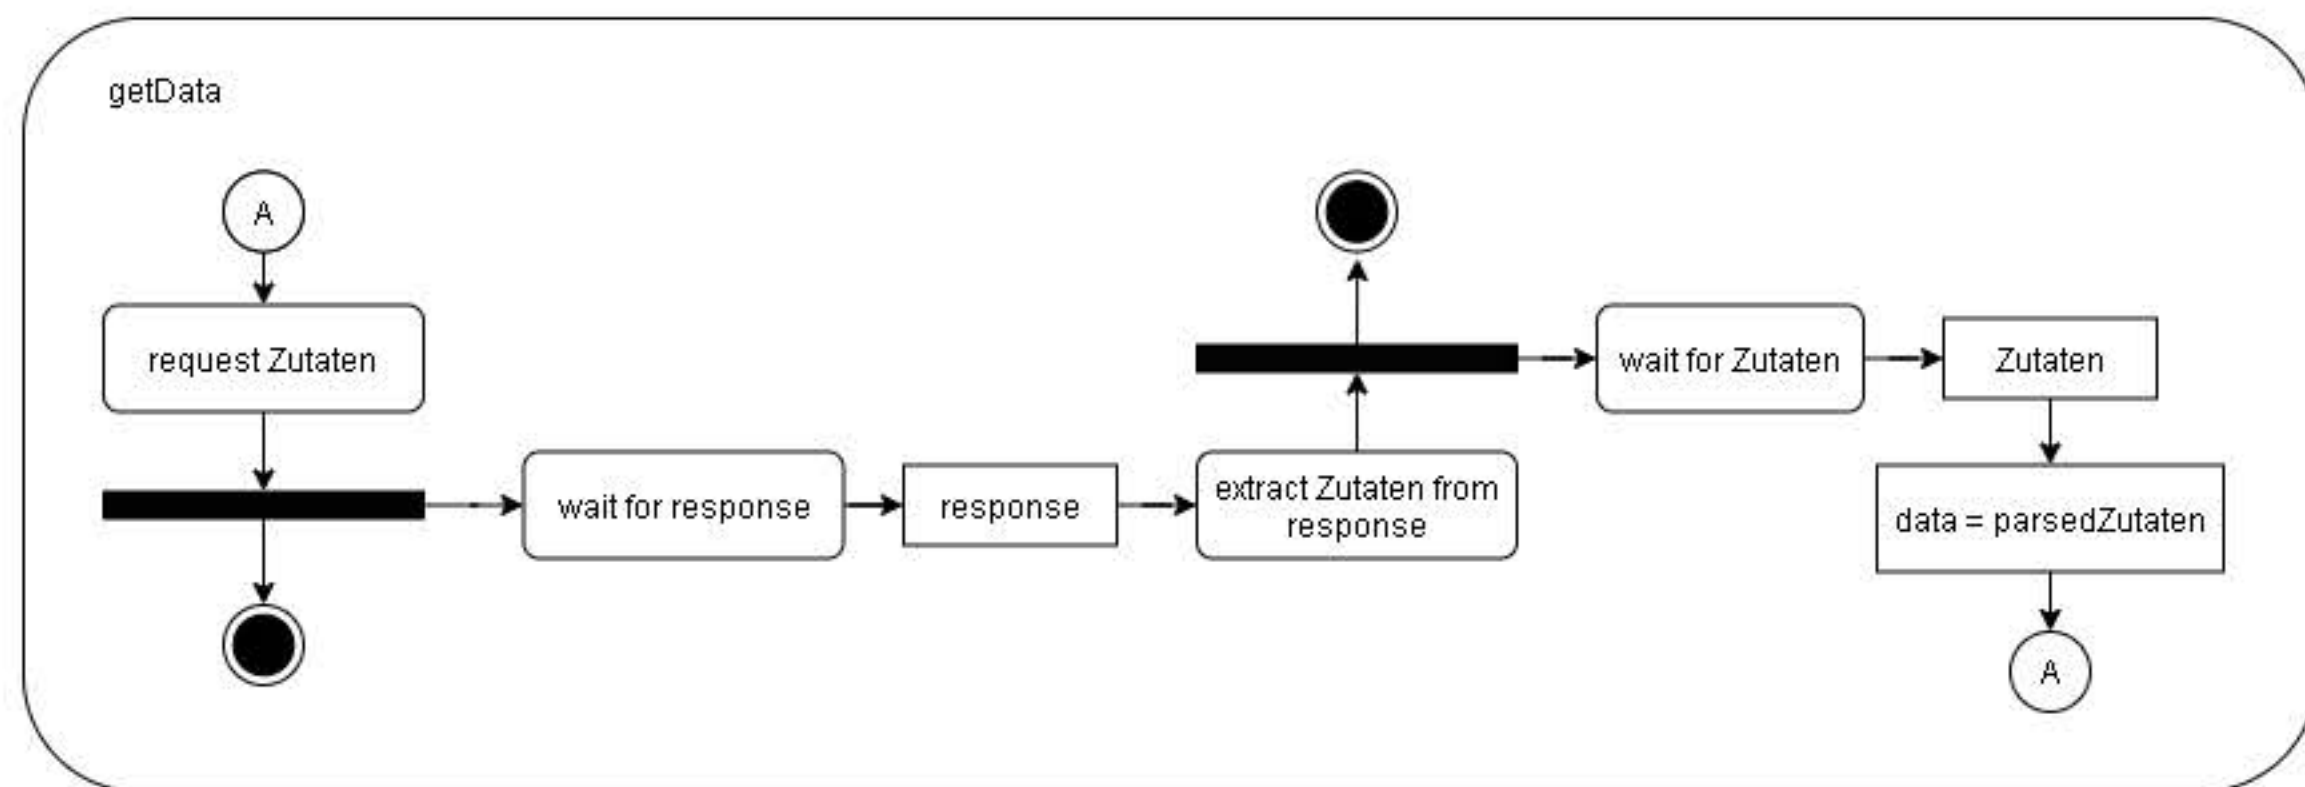 getData
A
request Zutaten
wait for response
response
extract Zutaten from
response
wait for Zutaten
Zutaten
data = parsedZutaten
A